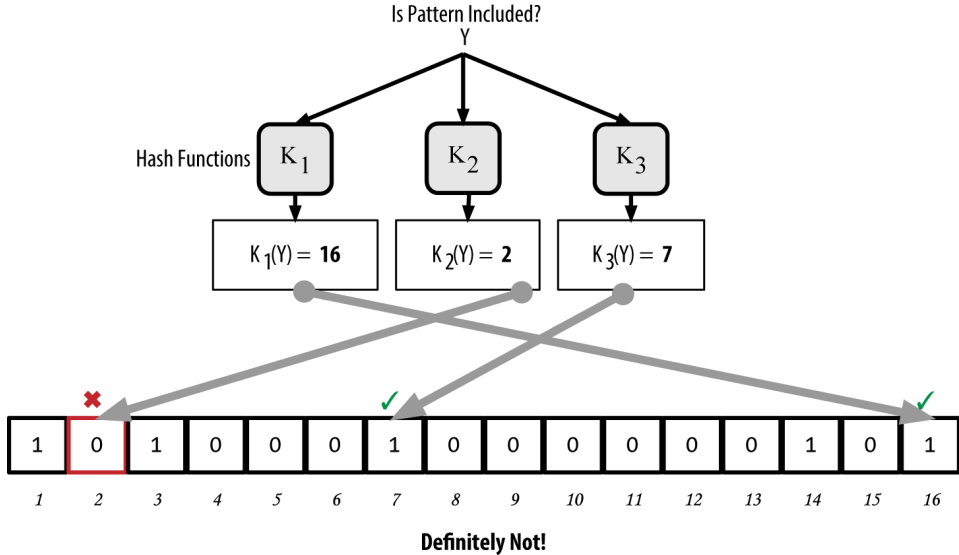 Is Pattern Included?
Y
Hash Functions K1 K2 K3
K1(Y) = 16 K2(Y) = 2 K3(Y) = 7
✖ ✓ ✓
1 0 1 0 0 0 1 0 0 0 0 0 0 1 0 1
1 2 3 4 5 6 7 8 9 10 11 12 13 14 15 16
Definitely Not!